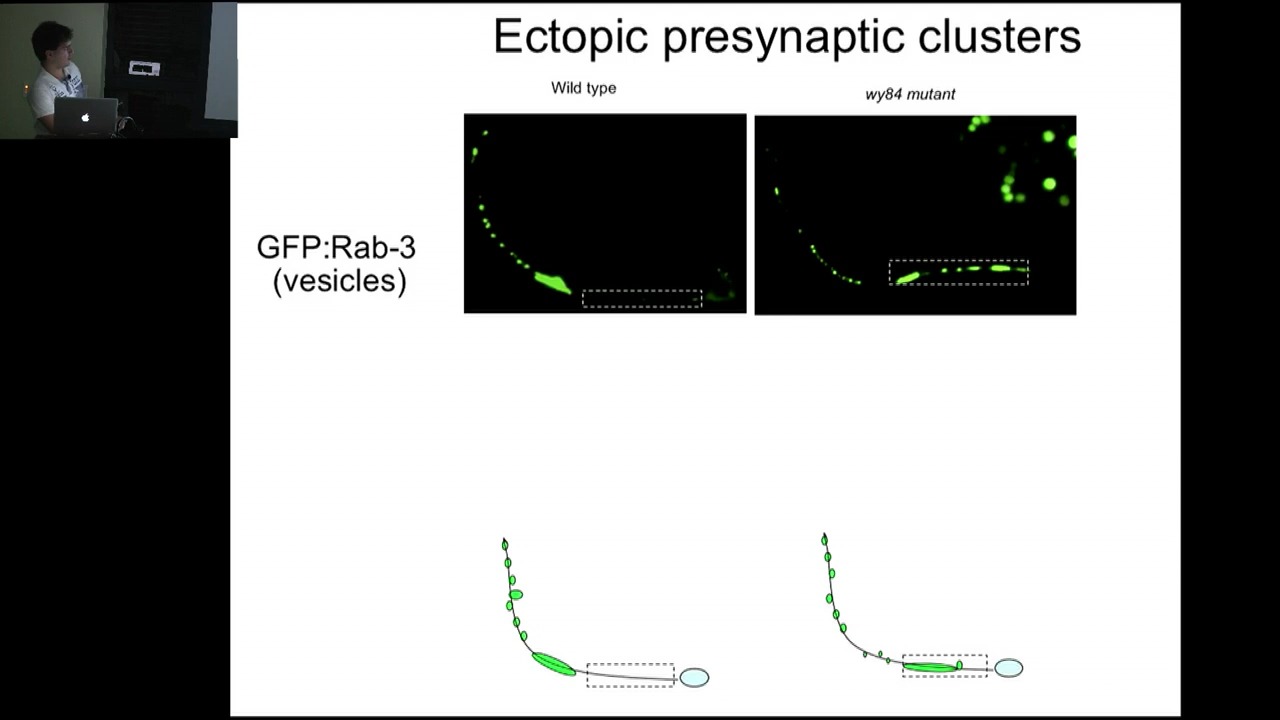 Ectopic presynaptic clusters
Wild type
wy84 mutant
GFP:Rab-3
(vesicles)